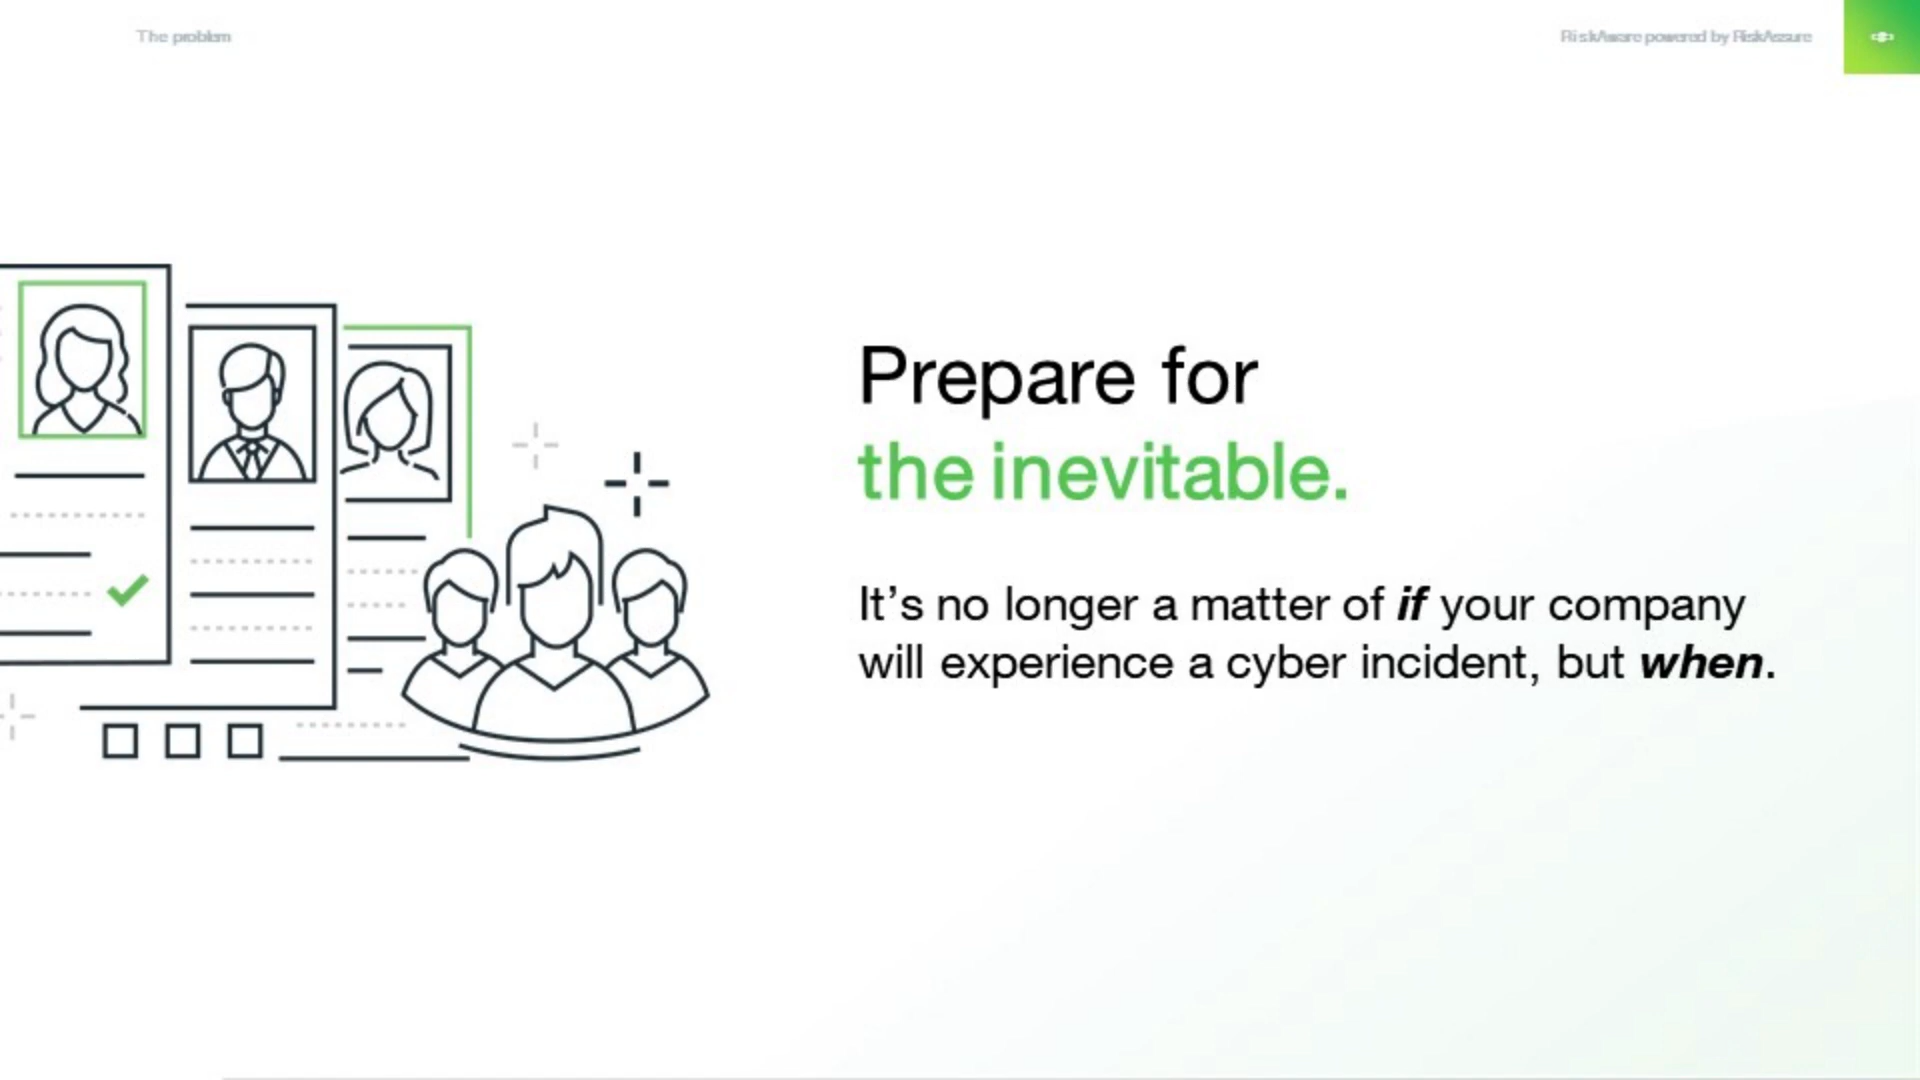 The problem
RiskAware powered by RiskAssure
Prepare for
the inevitable.
It’s no longer a matter of if your company
will experience a cyber incident, but when.